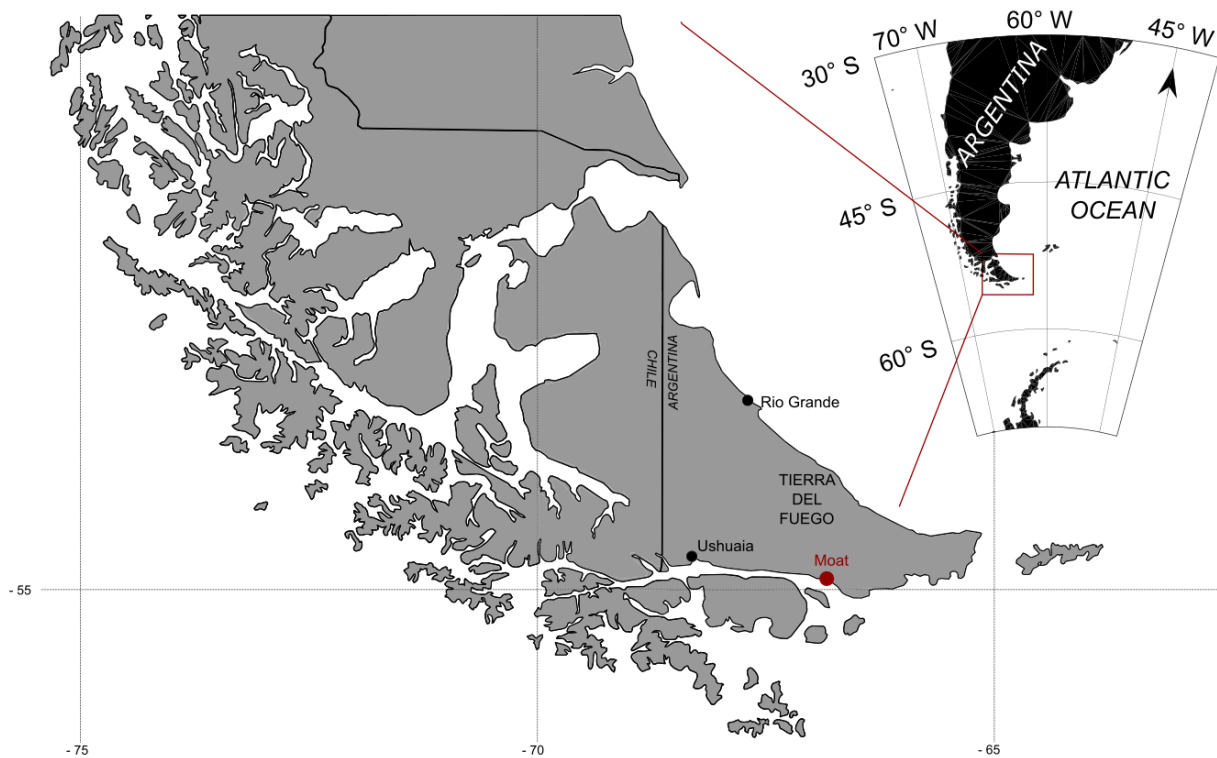 70° W
60° W
45° W
30° S
ARGENTINA
ATLANTIC
OCEAN
45° S
60° S
CHILE
ARGENTINA
Rio Grande
TIERRA
DEL
FUEGO
Ushuaia
Moat
- 55
- 75
- 70
- 65